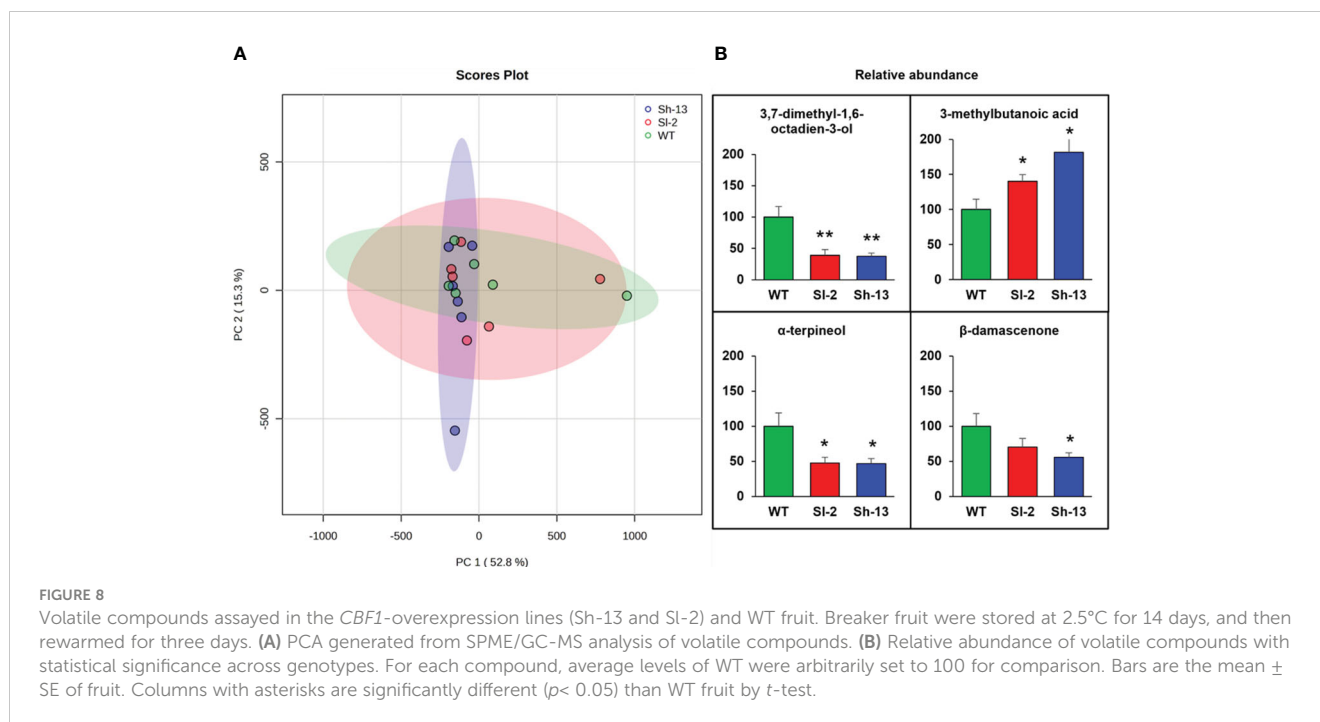 A
Scores Plot
Sh-13
Sl-2
WT
500
0
-500
PC 2 ( 15.3 %)
-1000
-500
0
500
1000
PC 1 ( 52.8 %)
B
Relative abundance
3,7-dimethyl-1,6-
octadien-3-ol
200
150
100
50
0
**
**
WT
Sl-2
Sh-13
3-methylbutanoic acid
200
150
100
50
0
*
*
WT
Sl-2
Sh-13
α-terpineol
200
150
100
50
0
*
*
WT
Sl-2
Sh-13
β-damascenone
200
150
100
50
0
*
WT
Sl-2
Sh-13
FIGURE 8
Volatile compounds assayed in the CBF1-overexpression lines (Sh-13 and Sl-2) and WT fruit. Breaker fruit were stored at 2.5°C for 14 days, and then
rewarmed for three days. (A) PCA generated from SPME/GC-MS analysis of volatile compounds. (B) Relative abundance of volatile compounds with
statistical significance across genotypes. For each compound, average levels of WT were arbitrarily set to 100 for comparison. Bars are the mean ±
SE of fruit. Columns with asterisks are significantly different (p< 0.05) than WT fruit by t-test.